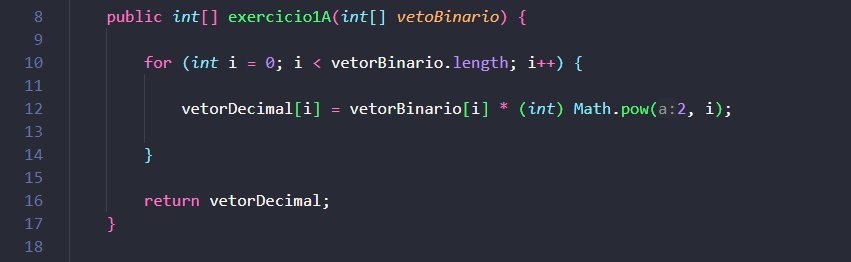 8 public int[] exercicio1A(int[] vetoBinario) {
9
10 for (int i = 0; i < vetorBinario.length; i++) {
11
12 vetorDecimal[i] = vetorBinario[i] * (int) Math.pow(a:2, i);
13
14 }
15
16 return vetorDecimal;
17 }
18